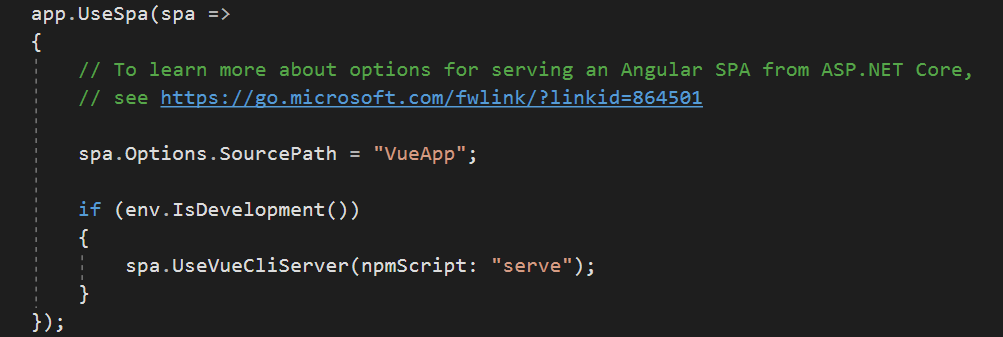 app.UseSpa(spa =>
{
// To learn more about options for serving an Angular SPA from ASP.NET Core,
// see https://go.microsoft.com/fwlink/?linkid=864501
spa.Options.SourcePath = "VueApp";
if (env.IsDevelopment())
{
spa.UseVueCliServer(npmScript: "serve");
}
});